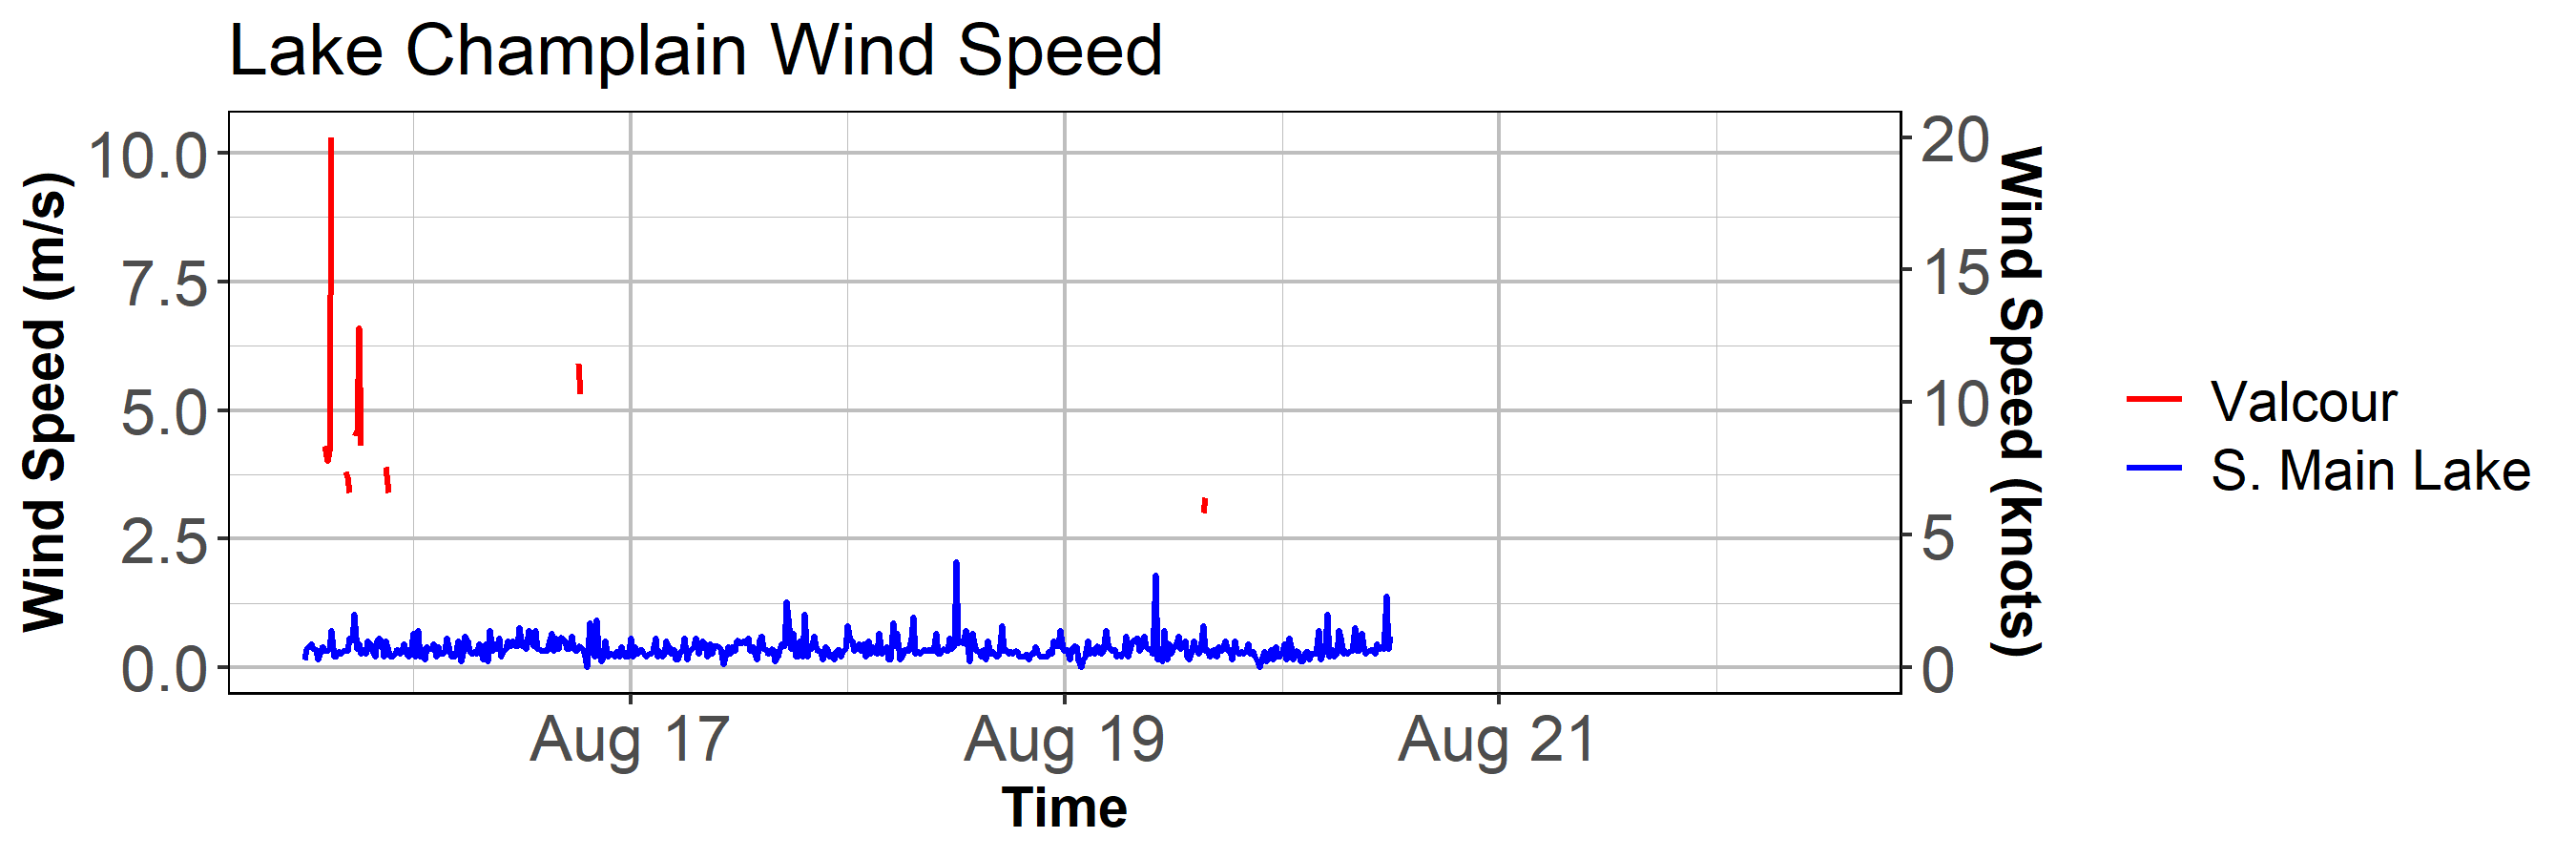 Lake Champlain Wind Speed
Wind Speed (m/s)
10.0
7.5
5.0
2.5
0.0
20
15
10
5
0
Wind Speed (knots)
Aug 17
Aug 19
Aug 21
Time
Valcour
S. Main Lake